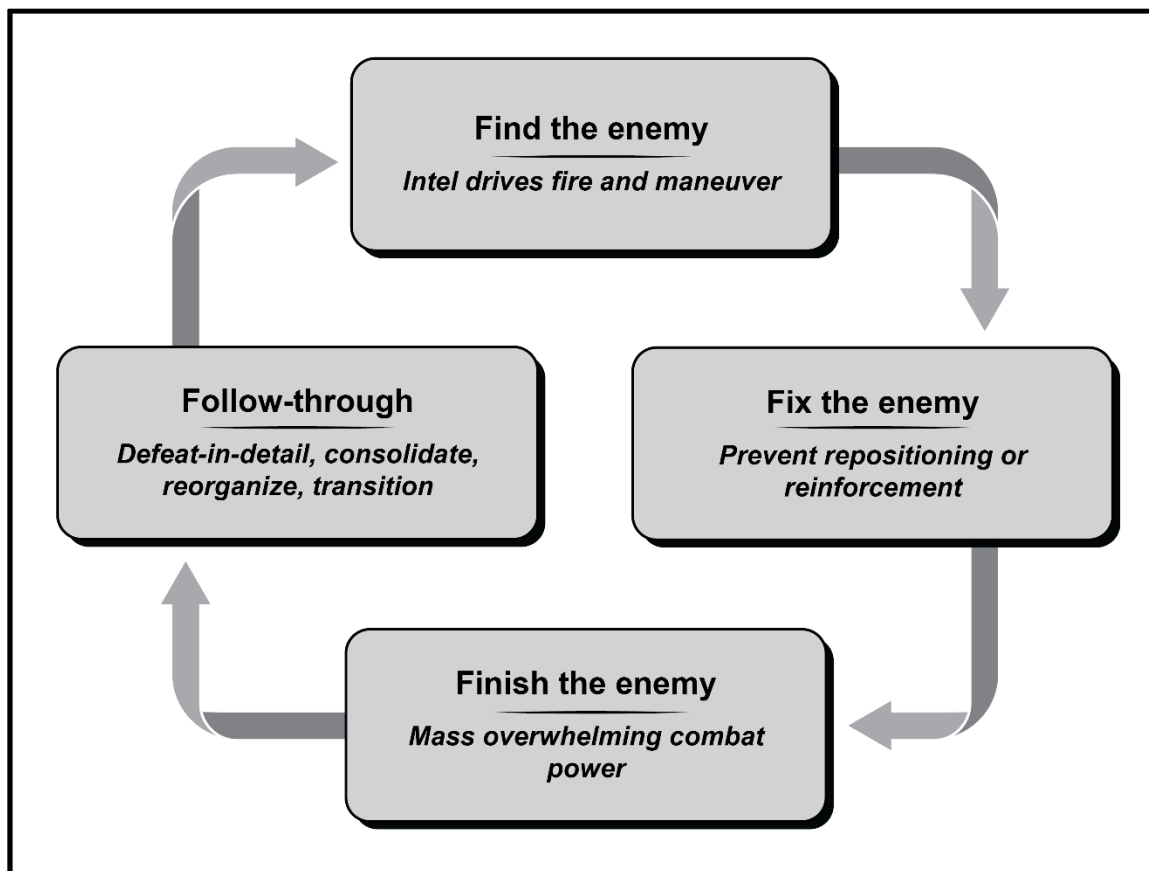 Find the enemy
Intel drives fire and maneuver
Follow-through
Defeat-in-detail, consolidate,
reorganize, transition
Fix the enemy
Prevent repositioning or
reinforcement
Finish the enemy
Mass overwhelming combat
power